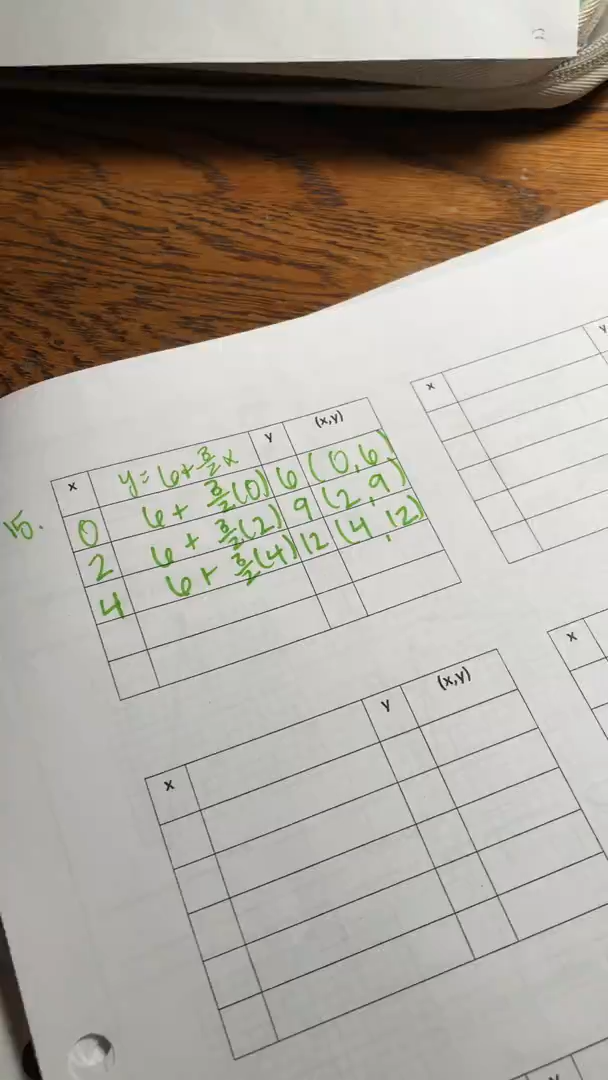 x y = 6 + 3/2 x y (x,y)
15. 0 6 + 3/2 (0) 6 (0,6)
2 6 + 3/2 (2) 9 (2,9)
4 6 + 3/2 (4) 12 (4,12)
x y
x y (x,y)
x